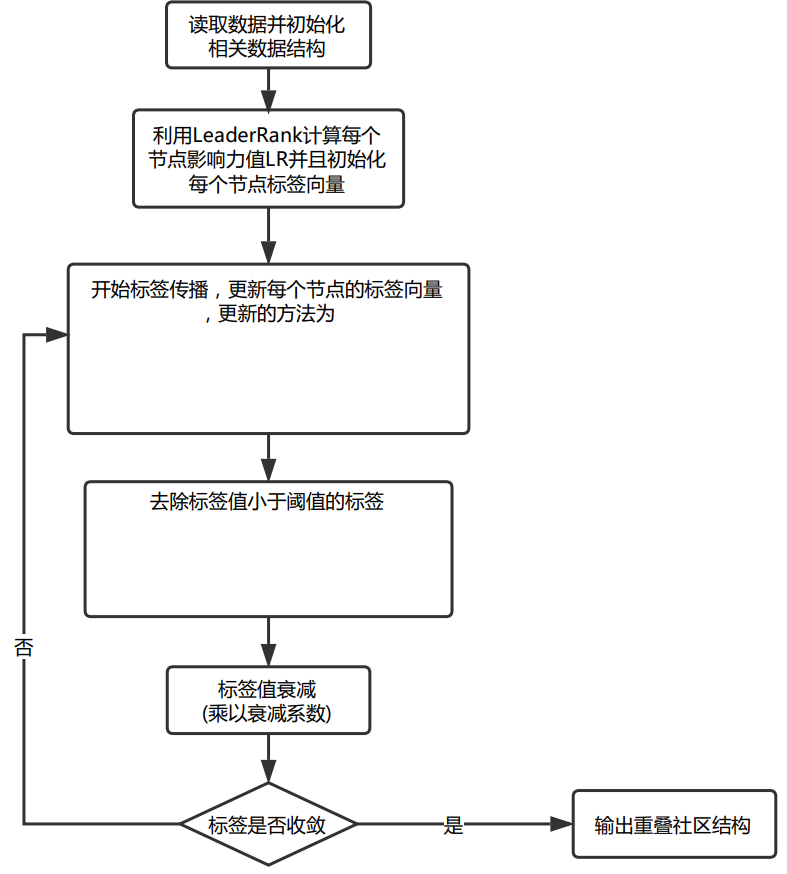 读取数据并初始化
相关数据结构
利用LeaderRank计算每个
节点影响力值LR并且初始化
每个节点标签向量
开始标签传播，更新每个节点的标签向量
，更新的方法为
去除标签值小于阈值的标签
标签值衰减
(乘以衰减系数)
标签是否收敛
否
是
输出重叠社区结构